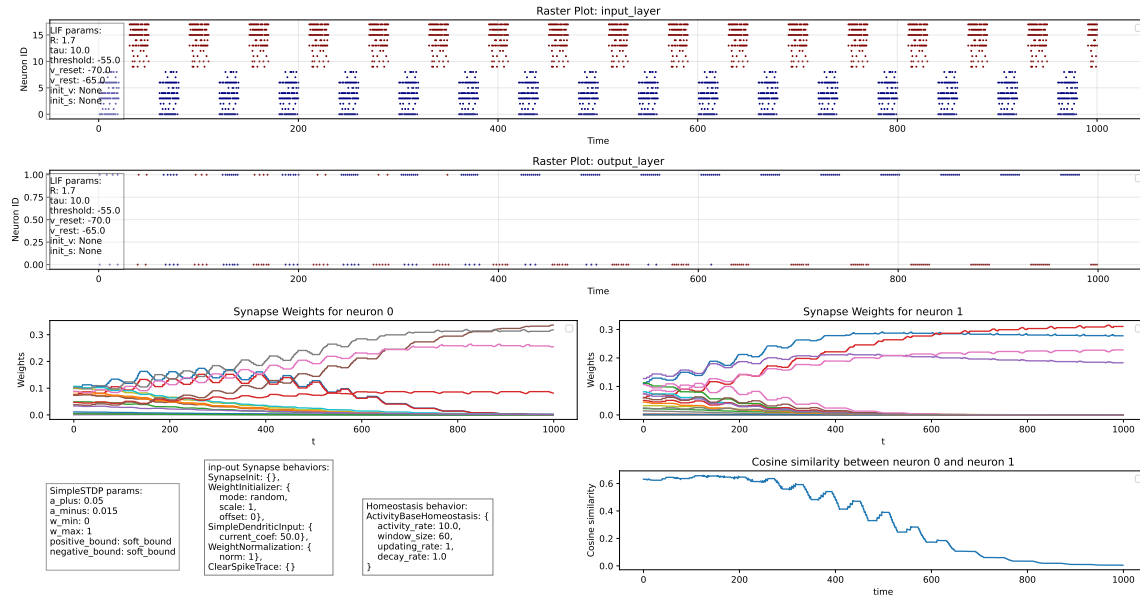 Raster Plot: input_layer
Neuron ID
15
10
5
0
LIF params:
R: 1.7
tau: 10.0
threshold: -55.0
v_reset: -70.0
v_rest: -65.0
init_v: None
init_s: None
0
200
400
600
800
1000
Time
Raster Plot: output_layer
Neuron ID
1.00
0.75
0.50
0.25
0.00
LIF params:
R: 1.7
tau: 10.0
threshold: -55.0
v_reset: -70.0
v_rest: -65.0
init_v: None
init_s: None
0
200
400
600
800
1000
Time
Synapse Weights for neuron 0
Weights
0.3
0.2
0.1
0.0
0
200
400
600
800
1000
t
Synapse Weights for neuron 1
Weights
0.3
0.2
0.1
0.0
0
200
400
600
800
1000
t
SimpleSTDP params:
a_plus: 0.05
a_minus: 0.015
w_min: 0
w_max: 1
positive_bound: soft_bound
negative_bound: soft_bound
inp-out Synapse behaviors:
SynapseInit: {},
WeightInitializer: {
mode: random,
scale: 1,
offset: 0},
SimpleDendriticInput: {
current_coef: 50.0},
WeightNormalization: {
norm: 1},
ClearSpikeTrace: {}
Homeostasis behavior:
ActivityBaseHomeostasis: {
activity_rate: 10.0,
window_size: 60,
updating_rate: 1,
decay_rate: 1.0
}
Cosine similarity between neuron 0 and neuron 1
Cosine similarity
0.6
0.4
0.2
0.0
0
200
400
600
800
1000
time